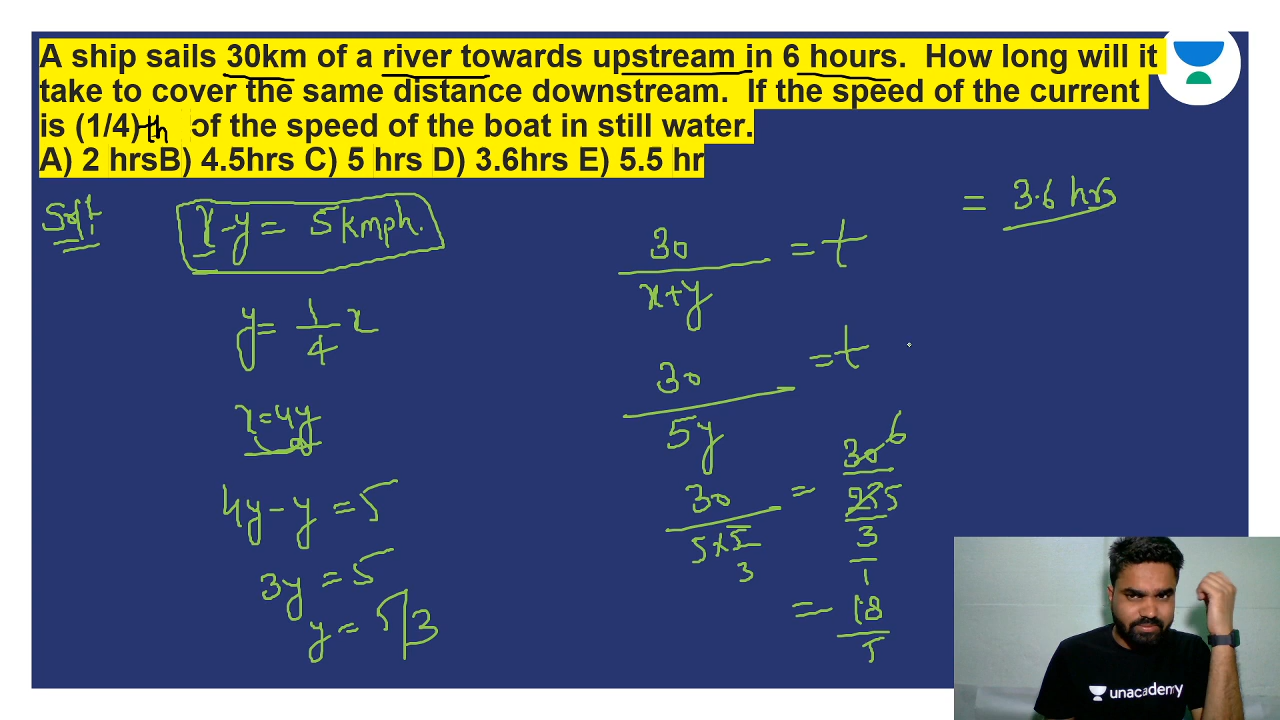 A ship sails 30km of a river towards upstream in 6 hours.  How long will it
take to cover the same distance downstream.  If the speed of the current
is (1/4)th of the speed of the boat in still water.
A) 2 hrsB) 4.5hrs C) 5 hrs D) 3.6hrs E) 5.5 hr
x-y = 5 kmph.
y = 1/4 x
x=4y
4y - y = 5
3y = 5
y = 5/3
30/(x+y) = t
30/5y = t
30/(5×5/3) = 30 6/(25 5/3/1)
= 18/5
= 3.6 hrs
unacademy